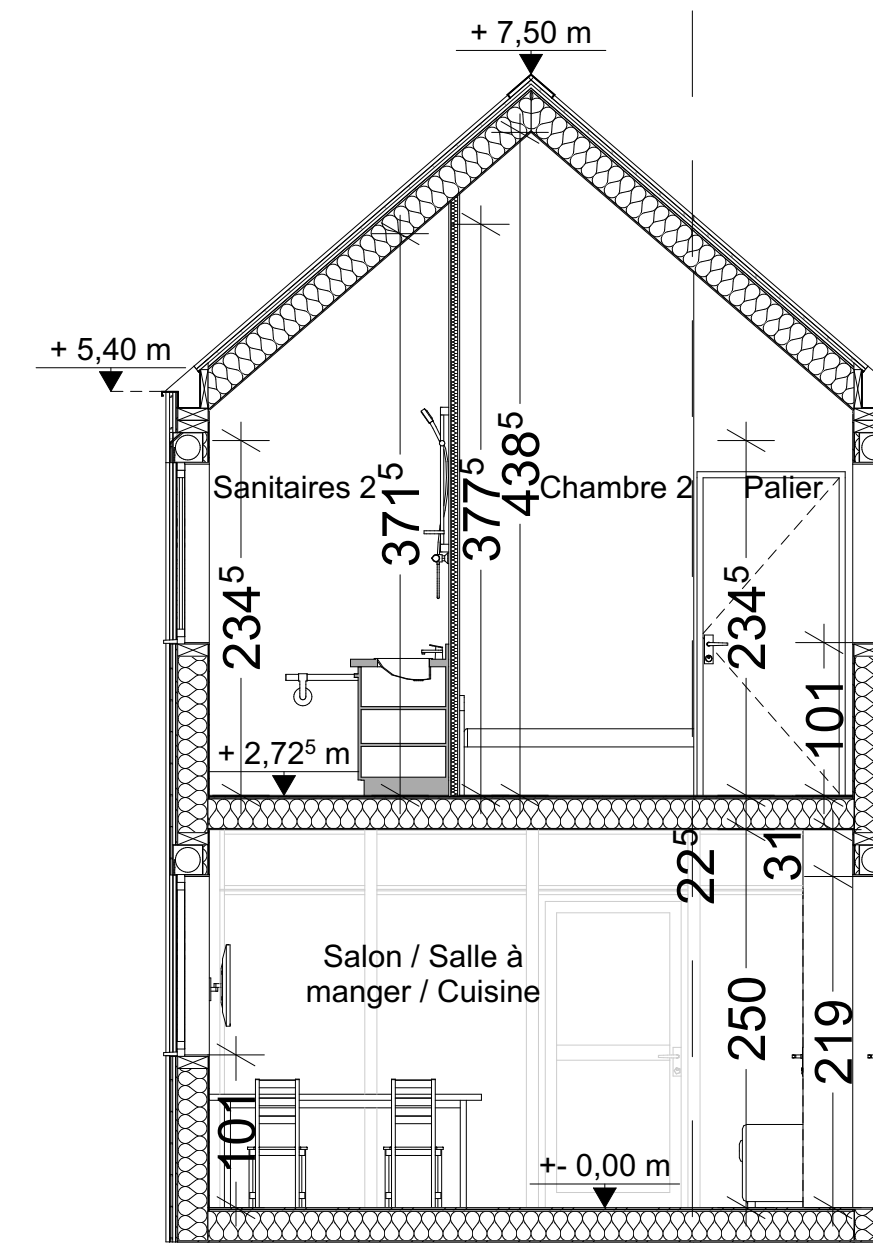 + 7,50 m
+ 5,40 m
Sanitaires 2
Chambre 2
Palier
234⁵
371⁵
377⁵
438⁵
234⁵
101
+ 2,72⁵ m
22⁵
31
Salon / Salle à
manger / Cuisine
250
219
101
+- 0,00 m